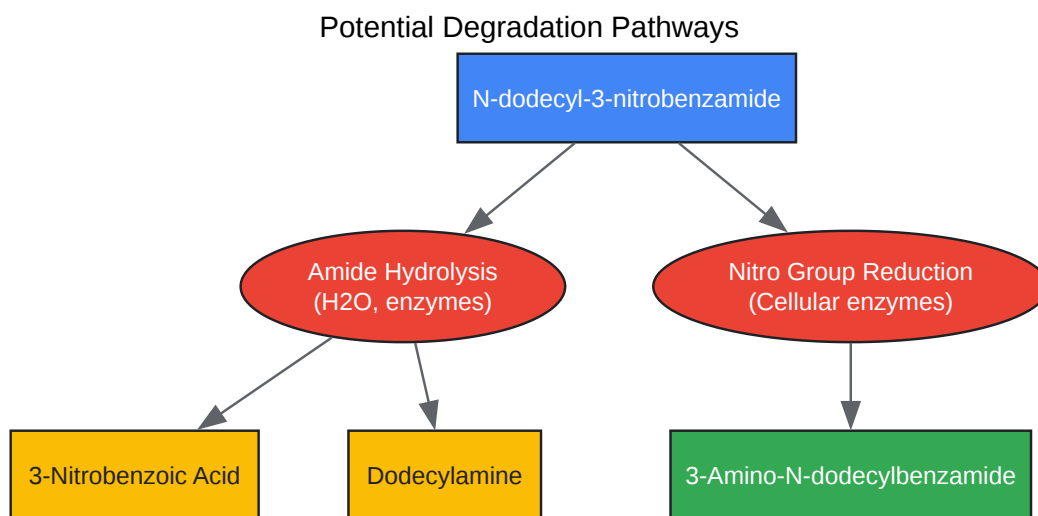 Potential Degradation Pathways
N-dodecyl-3-nitrobenzamide
Amide Hydrolysis
(H2O, enzymes)
Nitro Group Reduction
(Cellular enzymes)
3-Nitrobenzoic Acid
Dodecylamine
3-Amino-N-dodecylbenzamide